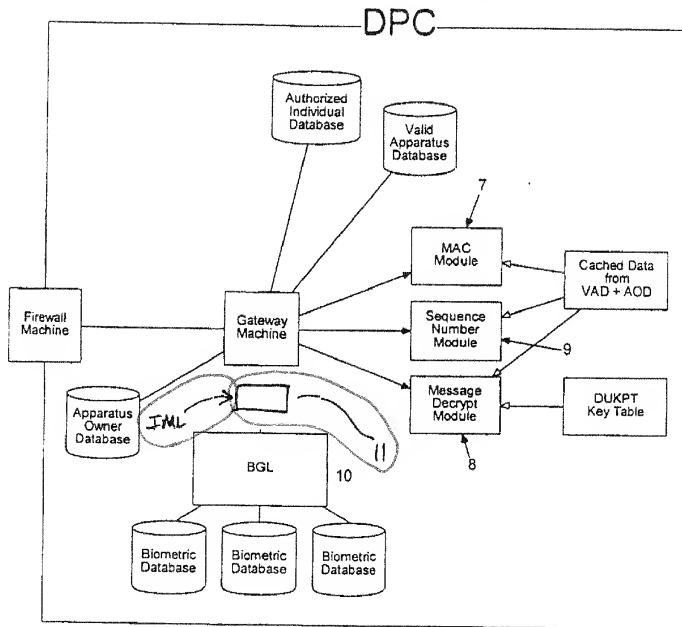 DPC
Authorized
Individual
Database
Valid
Apparatus
Database
7
MAC
Module
Cached Data
from
VAD + AOD
Firewall
Machine
Gateway
Machine
Sequence
Number
Module
9
Apparatus
Owner
Database
IML
11
Message
Decrypt
Module
8
DUKPT
Key Table
BGL
10
Biometric
Database
Biometric
Database
Biometric
Database